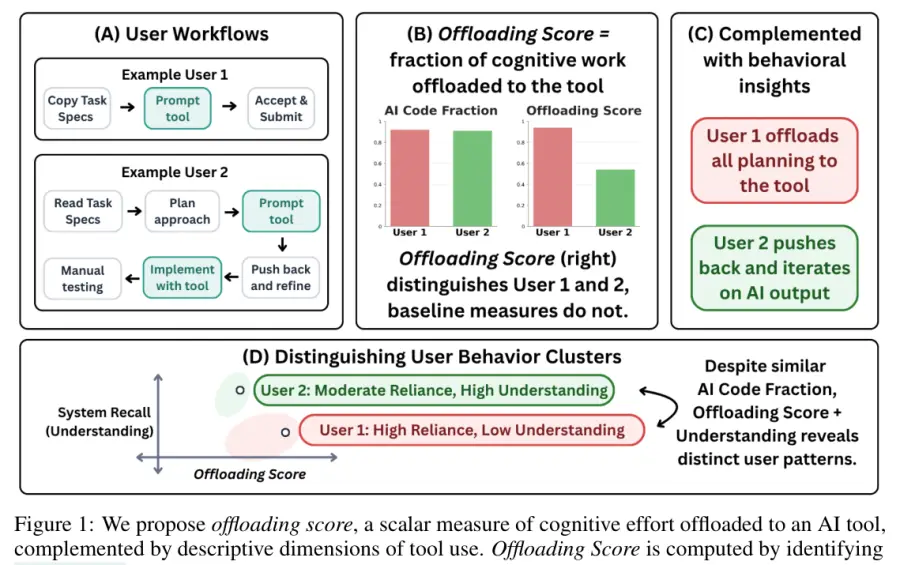 (A) User Workflows
Example User 1
Copy Task
Specs
Prompt
tool
Accept &
Submit
Example User 2
Read Task
Specs
Plan
approach
Prompt
tool
Manual
testing
Implement
with tool
Push back
and refine
(B) Offloading Score =
fraction of cognitive work
offloaded to the tool
AI Code Fraction
1
0.8
0.6
0.4
0.2
0
User 1 User 2
Offloading Score
1
0.8
0.6
0.4
0.2
0
User 1 User 2
Offloading Score (right)
distinguishes User 1 and 2,
baseline measures do not.
(C) Complemented
with behavioral
insights
User 1 offloads
all planning to
the tool
User 2 pushes
back and iterates
on AI output
(D) Distinguishing User Behavior Clusters
System Recall
(Understanding)
User 2: Moderate Reliance, High Understanding
User 1: High Reliance, Low Understanding
Offloading Score
Despite similar
AI Code Fraction,
Offloading Score +
Understanding reveals
distinct user patterns.
Figure 1: We propose offloading score, a scalar measure of cognitive effort offloaded to an AI tool,
complemented by descriptive dimensions of tool use. Offloading Score is computed by identifying